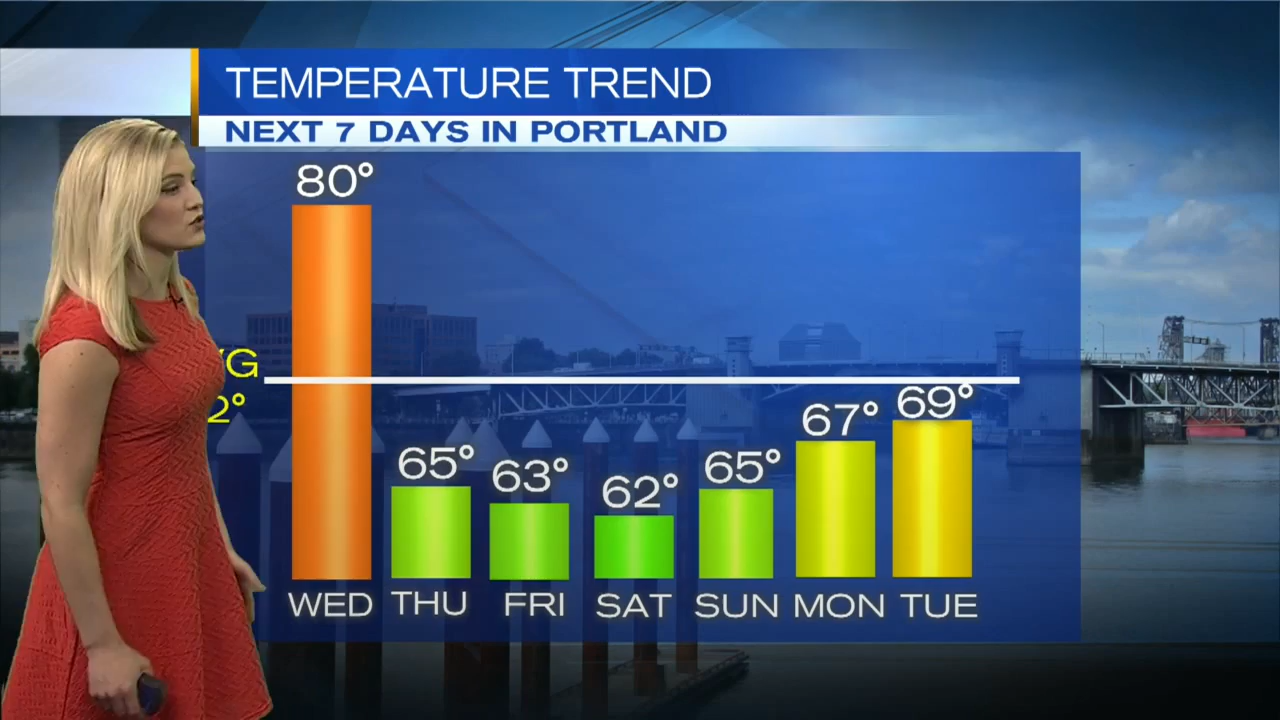 TEMPERATURE TREND
NEXT 7 DAYS IN PORTLAND
80°
65°
63°
62°
65°
67°
69°
WED THU FRI SAT SUN MON TUE